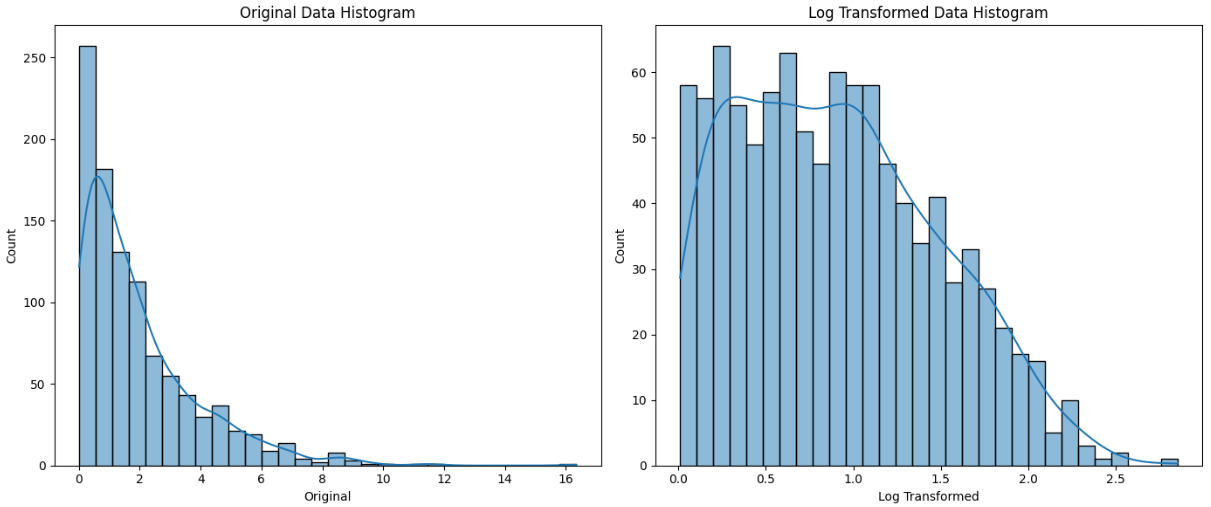 Original Data Histogram
Count
250
200
150
100
50
0
0 2 4 6 8 10 12 14 16
Original
Log Transformed Data Histogram
Count
60
50
40
30
20
10
0
0.0 0.5 1.0 1.5 2.0 2.5
Log Transformed